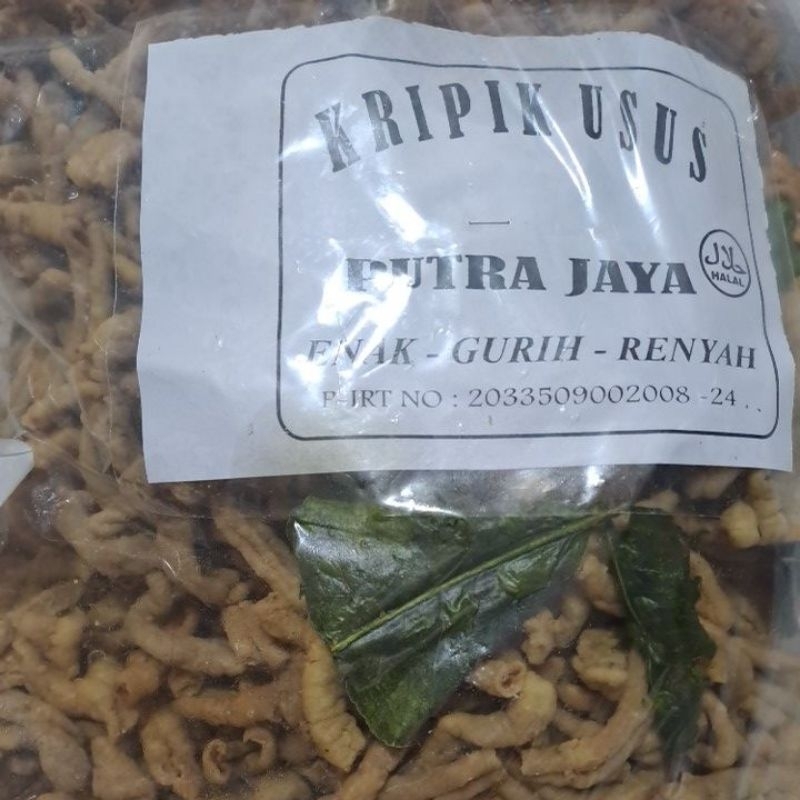 KRIPIK USUS
PUTRA JAYA
حلال
HALAL
ENAK - GURIH - RENYAH
P-IRT NO : 2033509002008 -24